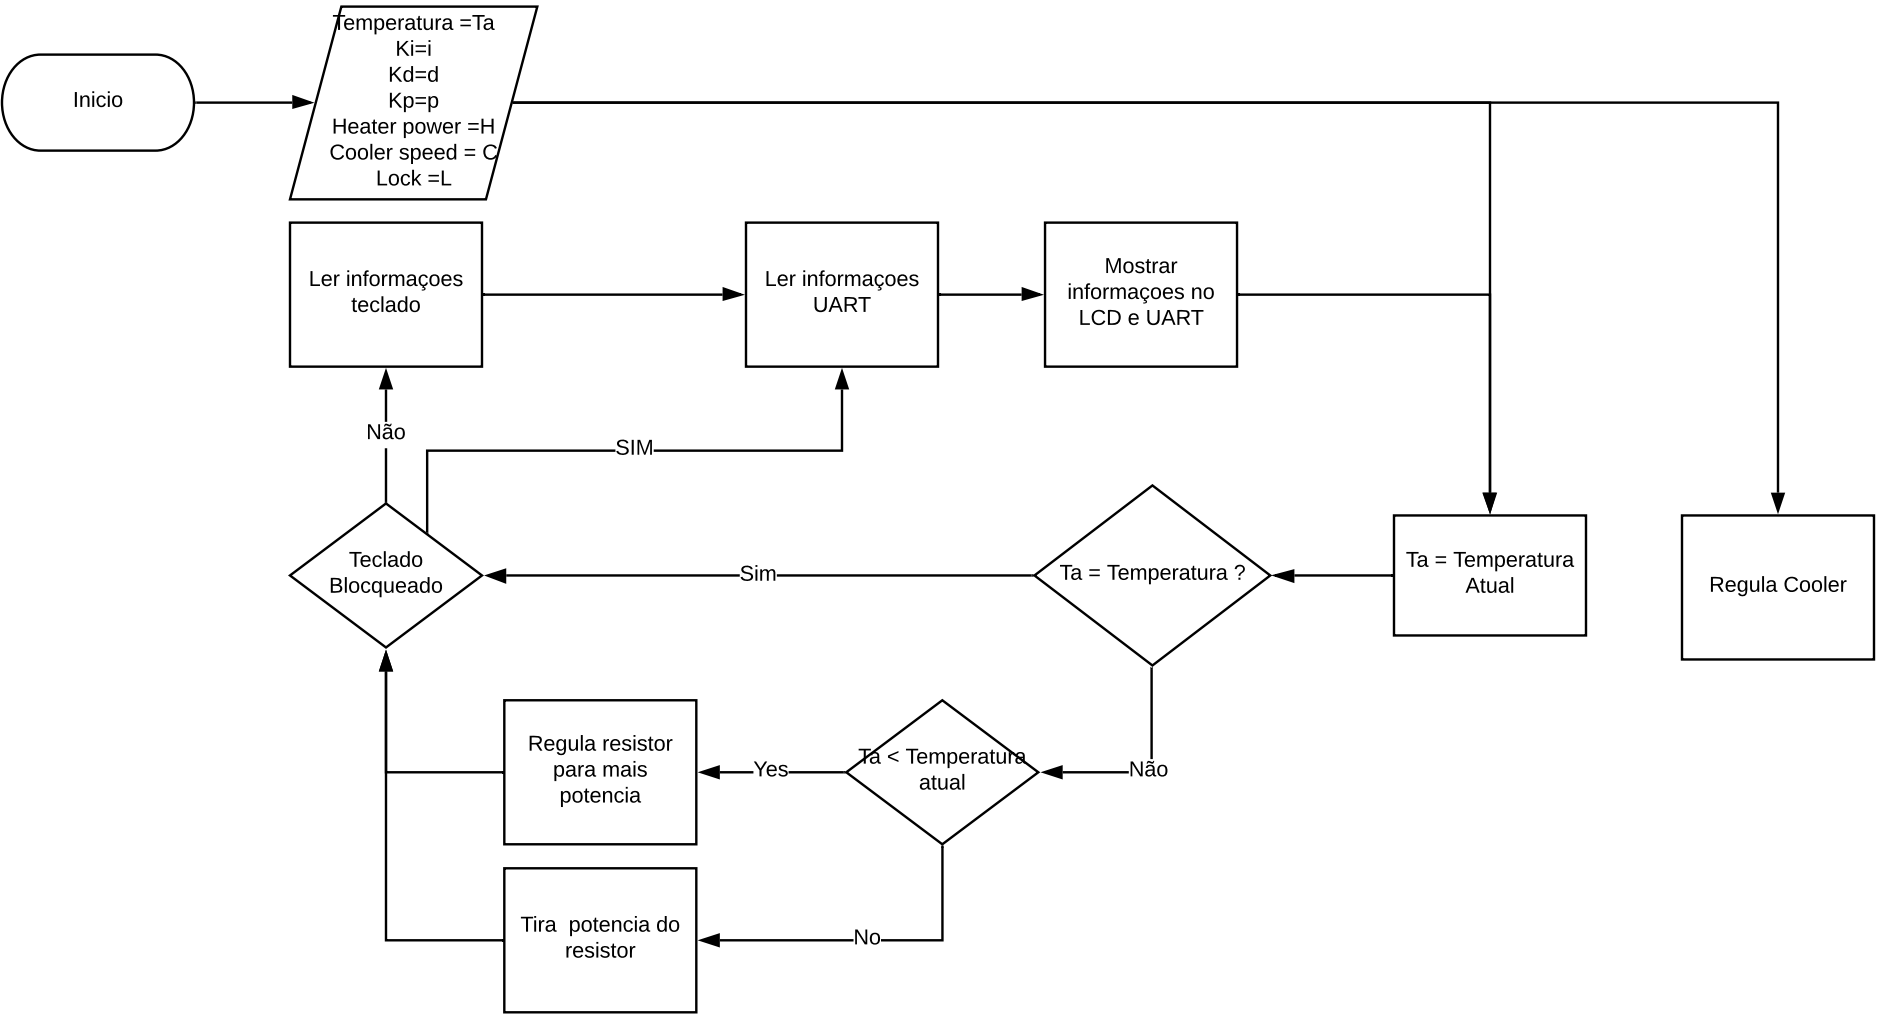 Inicio
Temperatura =Ta
Ki=i
Kd=d
Kp=p
Heater power =H
Cooler speed = C
Lock =L
Ler informaçoes
teclado
Ler informaçoes
UART
Mostrar
informaçoes no
LCD e UART
Não
SIM
Teclado
Blocqueado
Sim
Ta = Temperatura ?
Ta = Temperatura
Atual
Regula Cooler
Regula resistor
para mais
potencia
Yes
Ta < Temperatura
atual
Não
Tira  potencia do
resistor
No